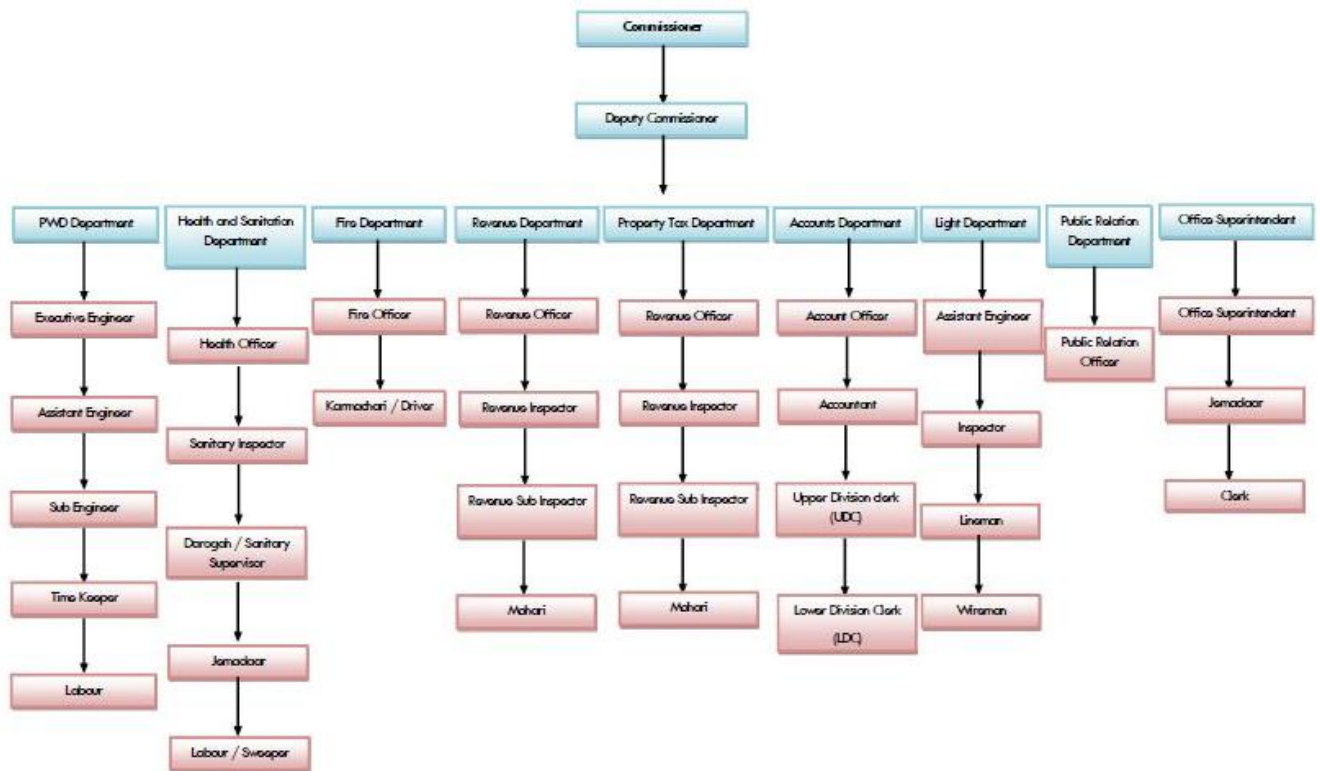 Commissioner
Deputy Commissioner
PWD Department
Health and Sanitation
Department
Fire Department
Revenue Department
Property Tax Department
Accounts Department
Light Department
Public Relation
Department
Office Superintendent
Executive Engineer
Health Officer
Fire Officer
Revenue Officer
Revenue Officer
Account Officer
Assistant Engineer
Public Relation
Officer
Office Superintendent
Assistant Engineer
Sanitary Inspector
Karmachari / Driver
Revenue Inspector
Revenue Inspector
Accountant
Inspector
Jemadaar
Sub Engineer
Darogah / Sanitary
Supervisor
Revenue Sub Inspector
Revenue Sub Inspector
Upper Division clerk
(UDC)
Lineman
Clerk
Time Keeper
Jemadaar
Mohari
Mohari
Lower Division Clerk
(LDC)
Wireman
Labour
Labour / Sweeper